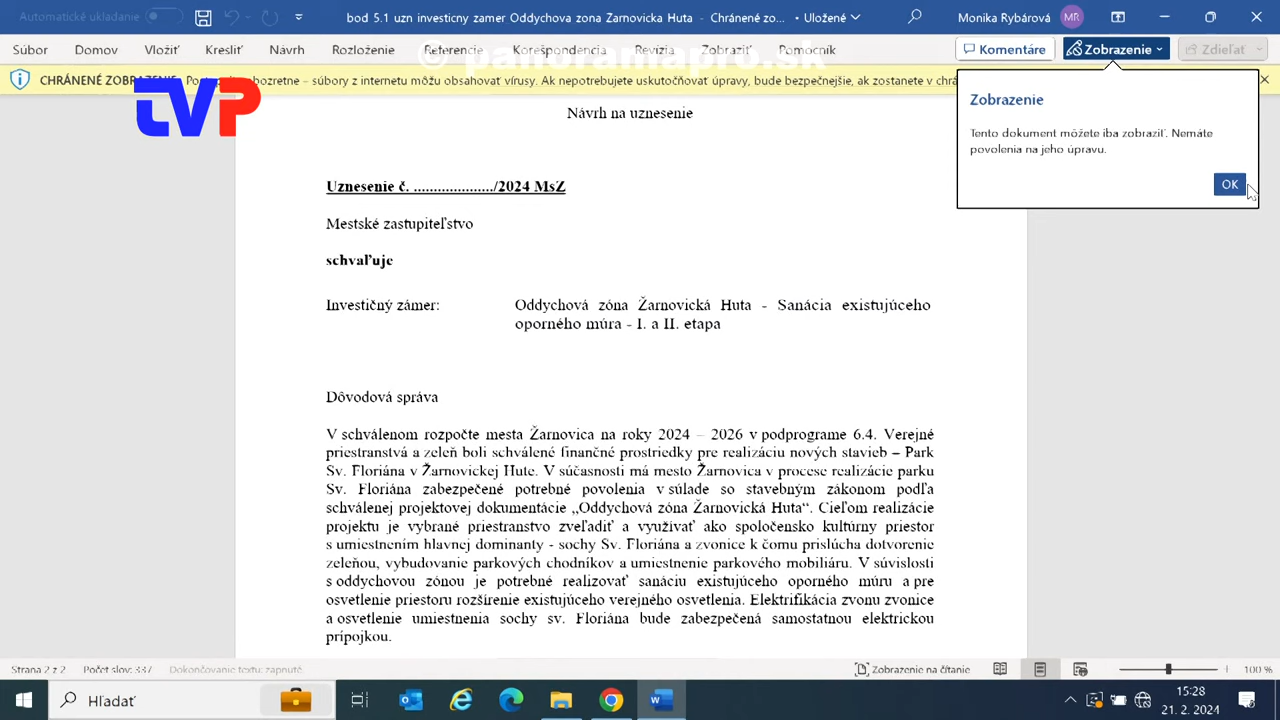 Automatické ukladanie
bod 5.1 uzn investicny zamer Oddychova zona Zarnovicka Huta - Chránené zo... • Uložené
Monika Rybárová MR
Súbor Domov Vložiť Kresliť Návrh Rozloženie Referencie Korešpondencia Revízia Zobraziť Pomocník
Komentáre Zobrazenie Zdieľať
CHRÁNENÉ ZOBRAZENIE obozretne – súbory z internetu môžu obsahovať vírusy. Ak nepotrebujete uskutočňovať úpravy, bude bezpečnejšie, ak zostanete v
TVP
Zobrazenie
Tento dokument môžete iba zobraziť. Nemáte
povolenia na jeho úpravu.
OK
Návrh na uznesenie
Uznesenie č. ..................../2024 MsZ
Mestské zastupiteľstvo
schvaľuje
Investičný zámer: Oddychová zóna Žarnovická Huta - Sanácia existujúceho
oporného múra - I. a II. etapa
Dôvodová správa
V schválenom rozpočte mesta Žarnovica na roky 2024 – 2026 v podprograme 6.4. Verejné
priestranstvá a zeleň boli schválené finančné prostriedky pre realizáciu nových stavieb – Park
Sv. Floriána v Žarnovickej Hute. V súčasnosti má mesto Žarnovica v procese realizácie parku
Sv. Floriána zabezpečené potrebné povolenia v súlade so stavebným zákonom podľa
schválenej projektovej dokumentácie „Oddychová zóna Žarnovická Huta“. Cieľom realizácie
projektu je vybrané priestranstvo zveľadiť a využívať ako spoločensko kultúrny priestor
s umiestnením hlavnej dominanty - sochy Sv. Floriána a zvonice k čomu prislúcha dotvorenie
zeleňou, vybudovanie parkových chodníkov a umiestnenie parkového mobiliáru. V súvislosti
s oddychovou zónou je potrebné realizovať sanáciu existujúceho oporného múru a pre
osvetlenie priestoru rozšírenie existujúceho verejného osvetlenia. Elektrifikácia zvonu zvonice
a osvetlenie umiestnenia sochy sv. Floriána bude zabezpečená samostatnou elektrickou
prípojkou.
Strana 2 z 2 Počet slov: 337 Dokončovanie textu: zapnuté Zobrazenie na čítanie 100 %
Hľadať
15:28
21. 2. 2024